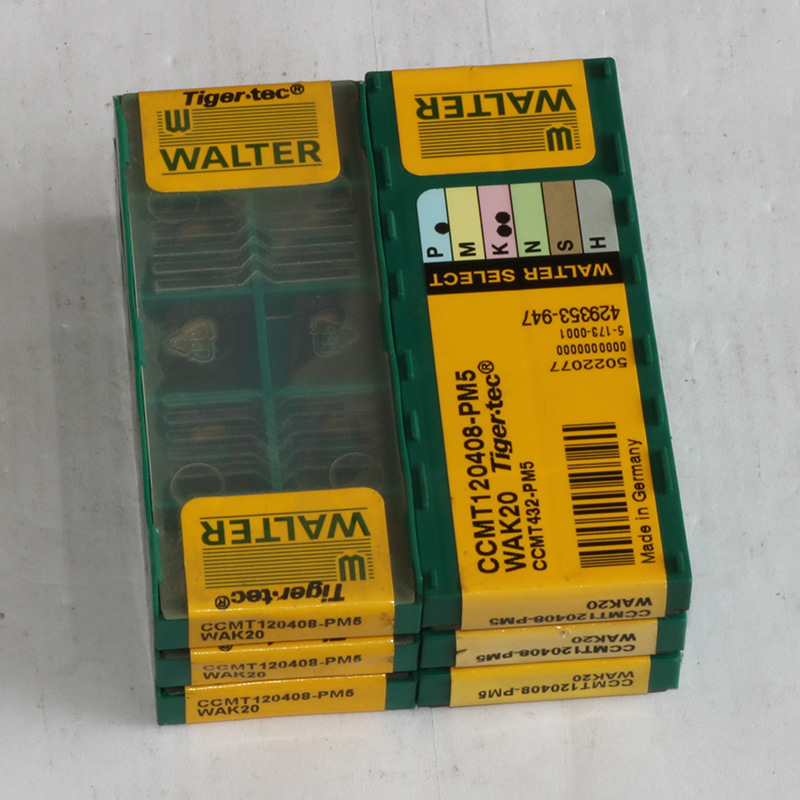 Tiger·tec®
WALTER
WALTER
Tiger·tec®
CCMT120408-PM5
WAK20
CCMT120408-PM5
WAK20
CCMT120408-PM5
WAK20
WALTER
P
M
K
N
S
H
WALTER SELECT
429353-947
5-173-0001
0000000000
5022077
CCMT120408-PM5
WAK20 Tiger·tec®
CCMT432-PM5
Made in Germany
CCMT120408-PM5
WAK20
CCMT120408-PM5
WAK20
CCMT120408-PM5
WAK20